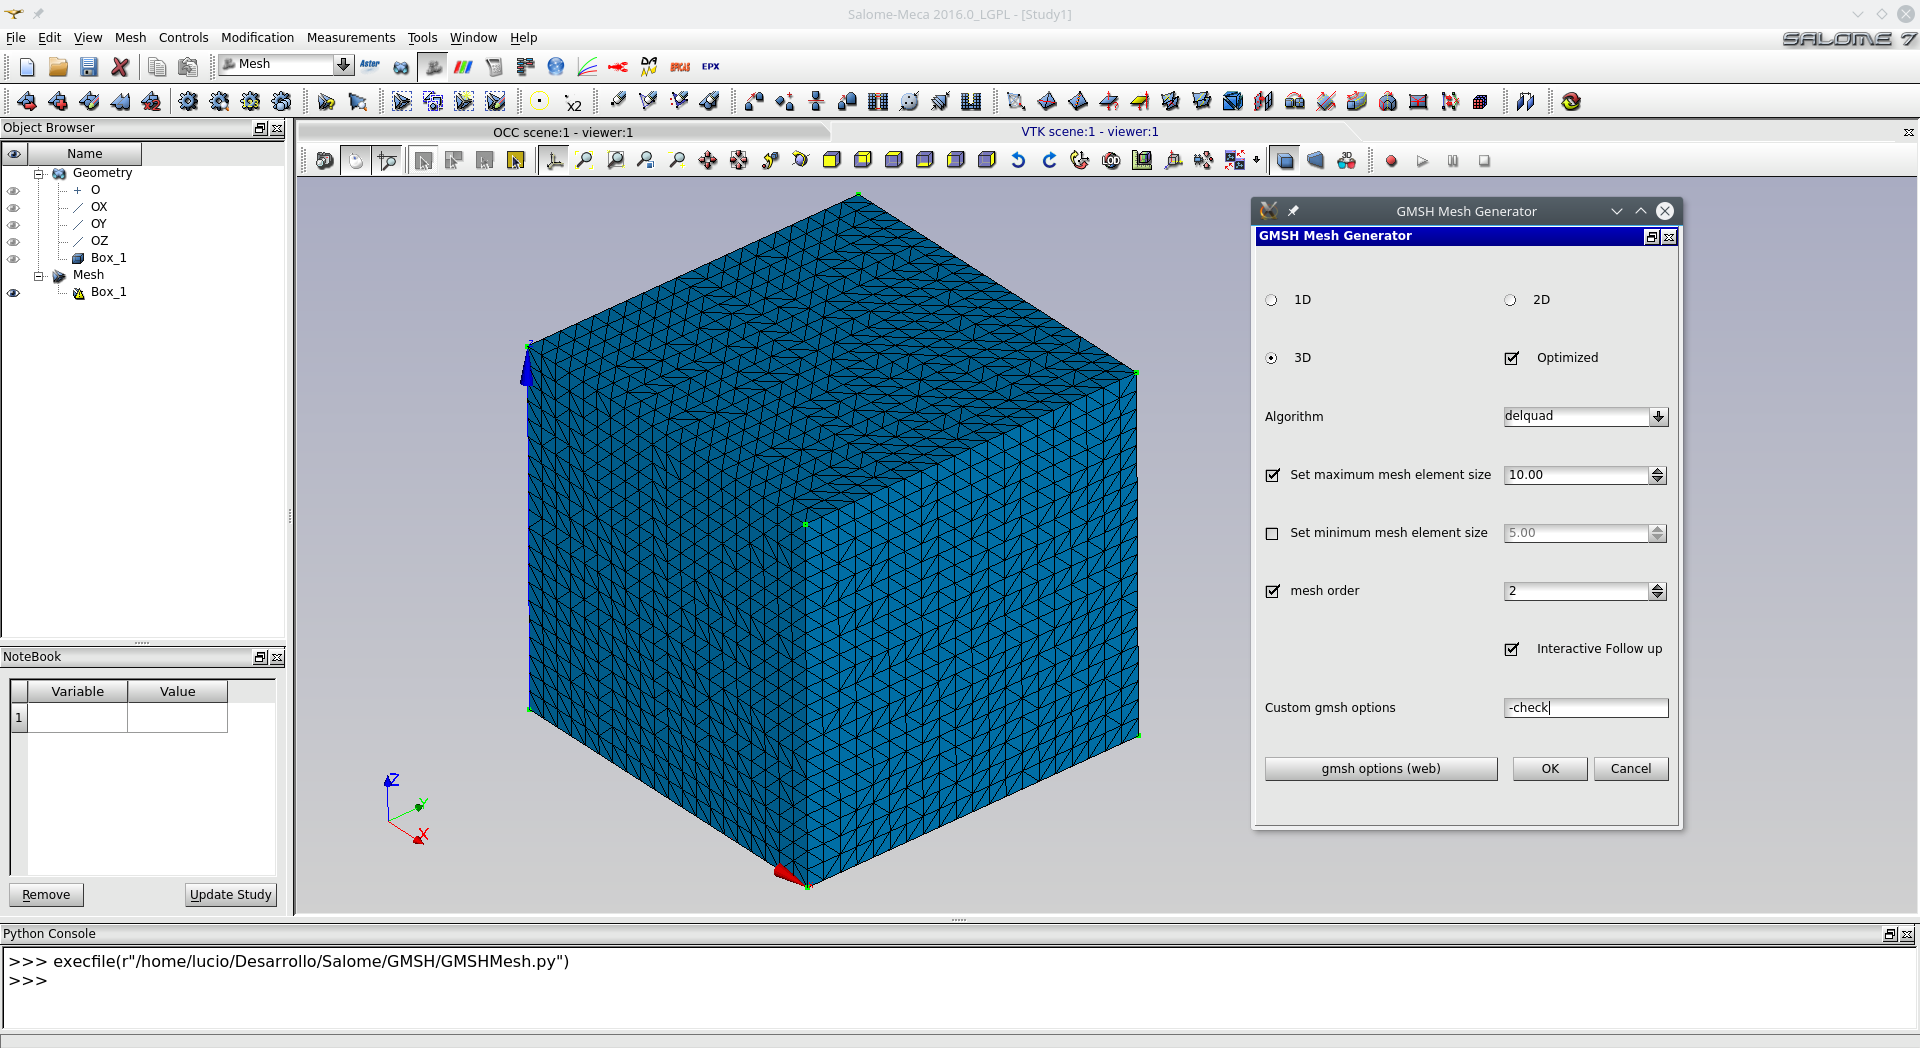 Salome-Meca 2016.0_LGPL - [Study1]
File Edit View Mesh Controls Modification Measurements Tools Window Help
SALOME 7
Mesh
Aster
EFICAS
EPX
x2
Object Browser
Name
Geometry
O
OX
OY
OZ
Box_1
Mesh
Box_1
OCC scene:1 - viewer:1
VTK scene:1 - viewer:1
LOD
3D
Z
Z
Y
X
GMSH Mesh Generator
GMSH Mesh Generator
1D 2D
3D Optimized
Algorithm delquad
Set maximum mesh element size 10.00
Set minimum mesh element size 5.00
mesh order 2
Interactive Follow up
Custom gmsh options -check
gmsh options (web) OK Cancel
NoteBook
Variable Value
1
Remove Update Study
Python Console
>>> execfile(r"/home/lucio/Desarrollo/Salome/GMSH/GMSHMesh.py")
>>>